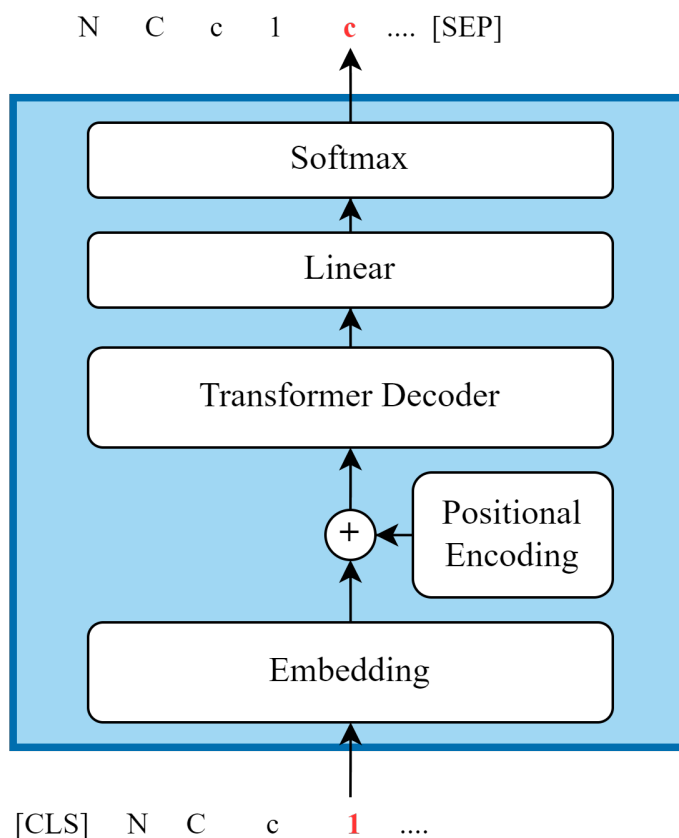 N C c 1 c .... [SEP]
Softmax
Linear
Transformer Decoder
+
Positional
Encoding
Embedding
[CLS] N C c 1 ....